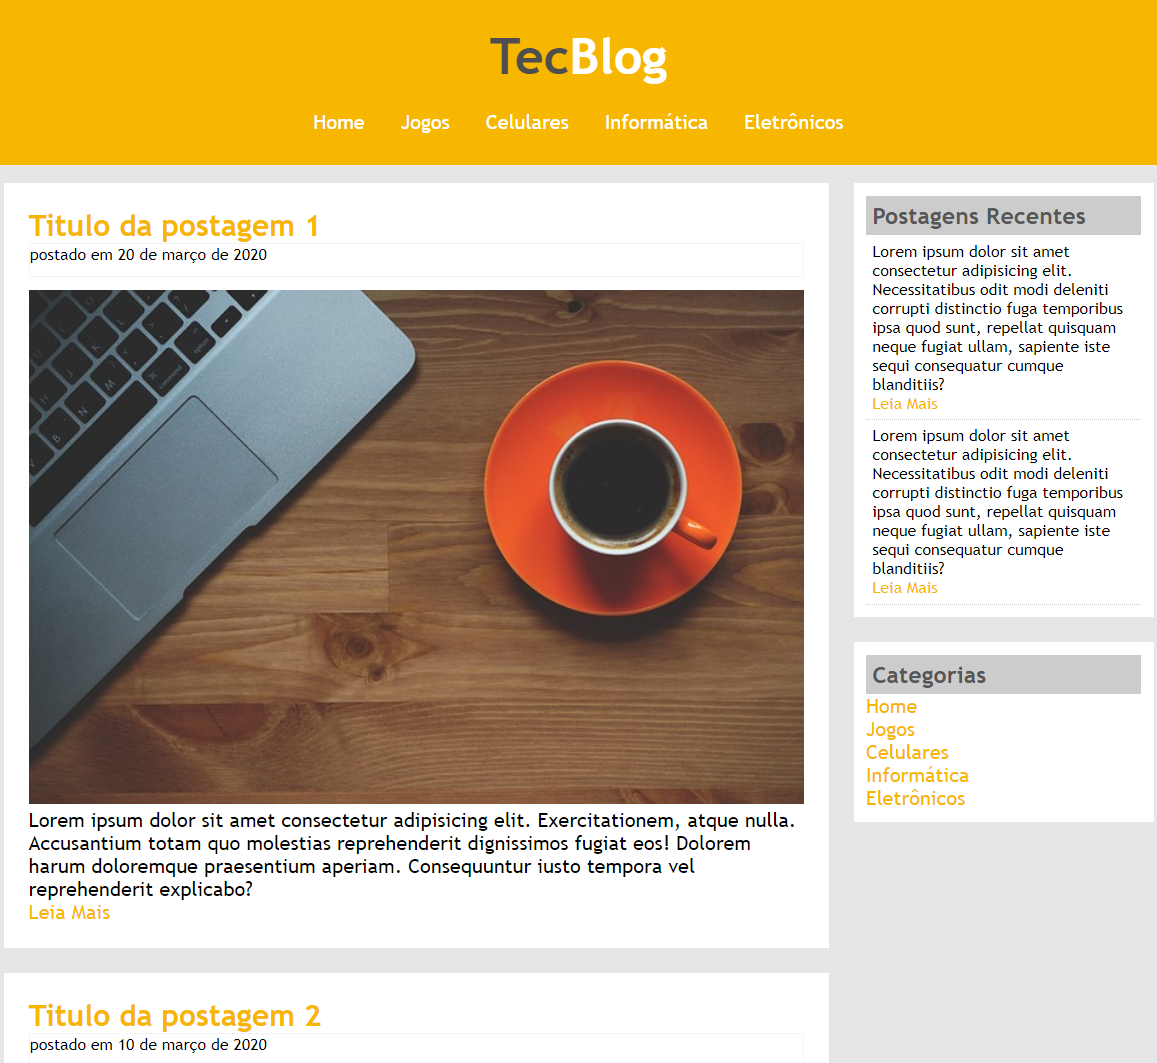 TecBlog
Home Jogos Celulares Informática Eletrônicos
Titulo da postagem 1
postado em 20 de março de 2020
option
command
N
M
B
V
Lorem ipsum dolor sit amet consectetur adipisicing elit. Exercitationem, atque nulla.
Accusantium totam quo molestias reprehenderit dignissimos fugiat eos! Dolorem
harum doloremque praesentium aperiam. Consequuntur iusto tempora vel
reprehenderit explicabo?
Leia Mais
Titulo da postagem 2
postado em 10 de março de 2020
Postagens Recentes
Lorem ipsum dolor sit amet
consectetur adipisicing elit.
Necessitatibus odit modi deleniti
corrupti distinctio fuga temporibus
ipsa quod sunt, repellat quisquam
neque fugiat ullam, sapiente iste
sequi consequatur cumque
blanditiis?
Leia Mais
Lorem ipsum dolor sit amet
consectetur adipisicing elit.
Necessitatibus odit modi deleniti
corrupti distinctio fuga temporibus
ipsa quod sunt, repellat quisquam
neque fugiat ullam, sapiente iste
sequi consequatur cumque
blanditiis?
Leia Mais
Categorias
Home
Jogos
Celulares
Informática
Eletrônicos